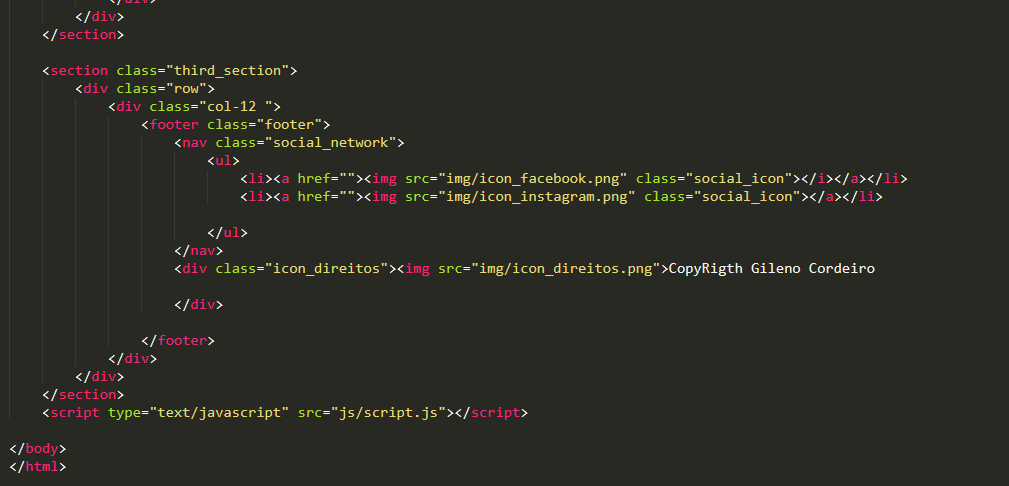 </div>
</div>
</section>
<section class="third_section">
<div class="row">
<div class="col-12 ">
<footer class="footer">
<nav class="social_network">
<ul>
<li><a href=""><img src="img/icon_facebook.png" class="social_icon"></i></a></li>
<li><a href=""><img src="img/icon_instagram.png" class="social_icon"></a></li>
</ul>
</nav>
<div class="icon_direitos"><img src="img/icon_direitos.png">CopyRigth Gileno Cordeiro
</div>
</footer>
</div>
</div>
</section>
<script type="text/javascript" src="js/script.js"></script>
</body>
</html>